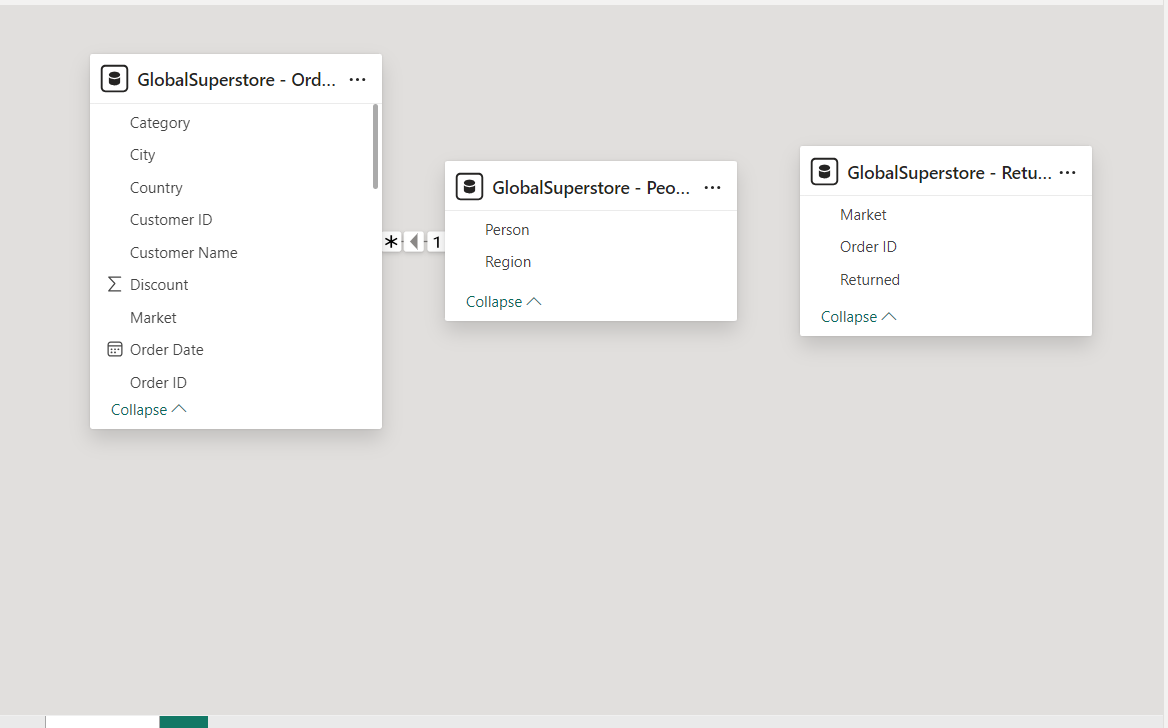 GlobalSuperstore - Ord...
Category
City
Country
Customer ID
Customer Name
Discount
Market
Order Date
Order ID
Collapse
* 1
GlobalSuperstore - Peo...
Person
Region
Collapse
GlobalSuperstore - Retu...
Market
Order ID
Returned
Collapse